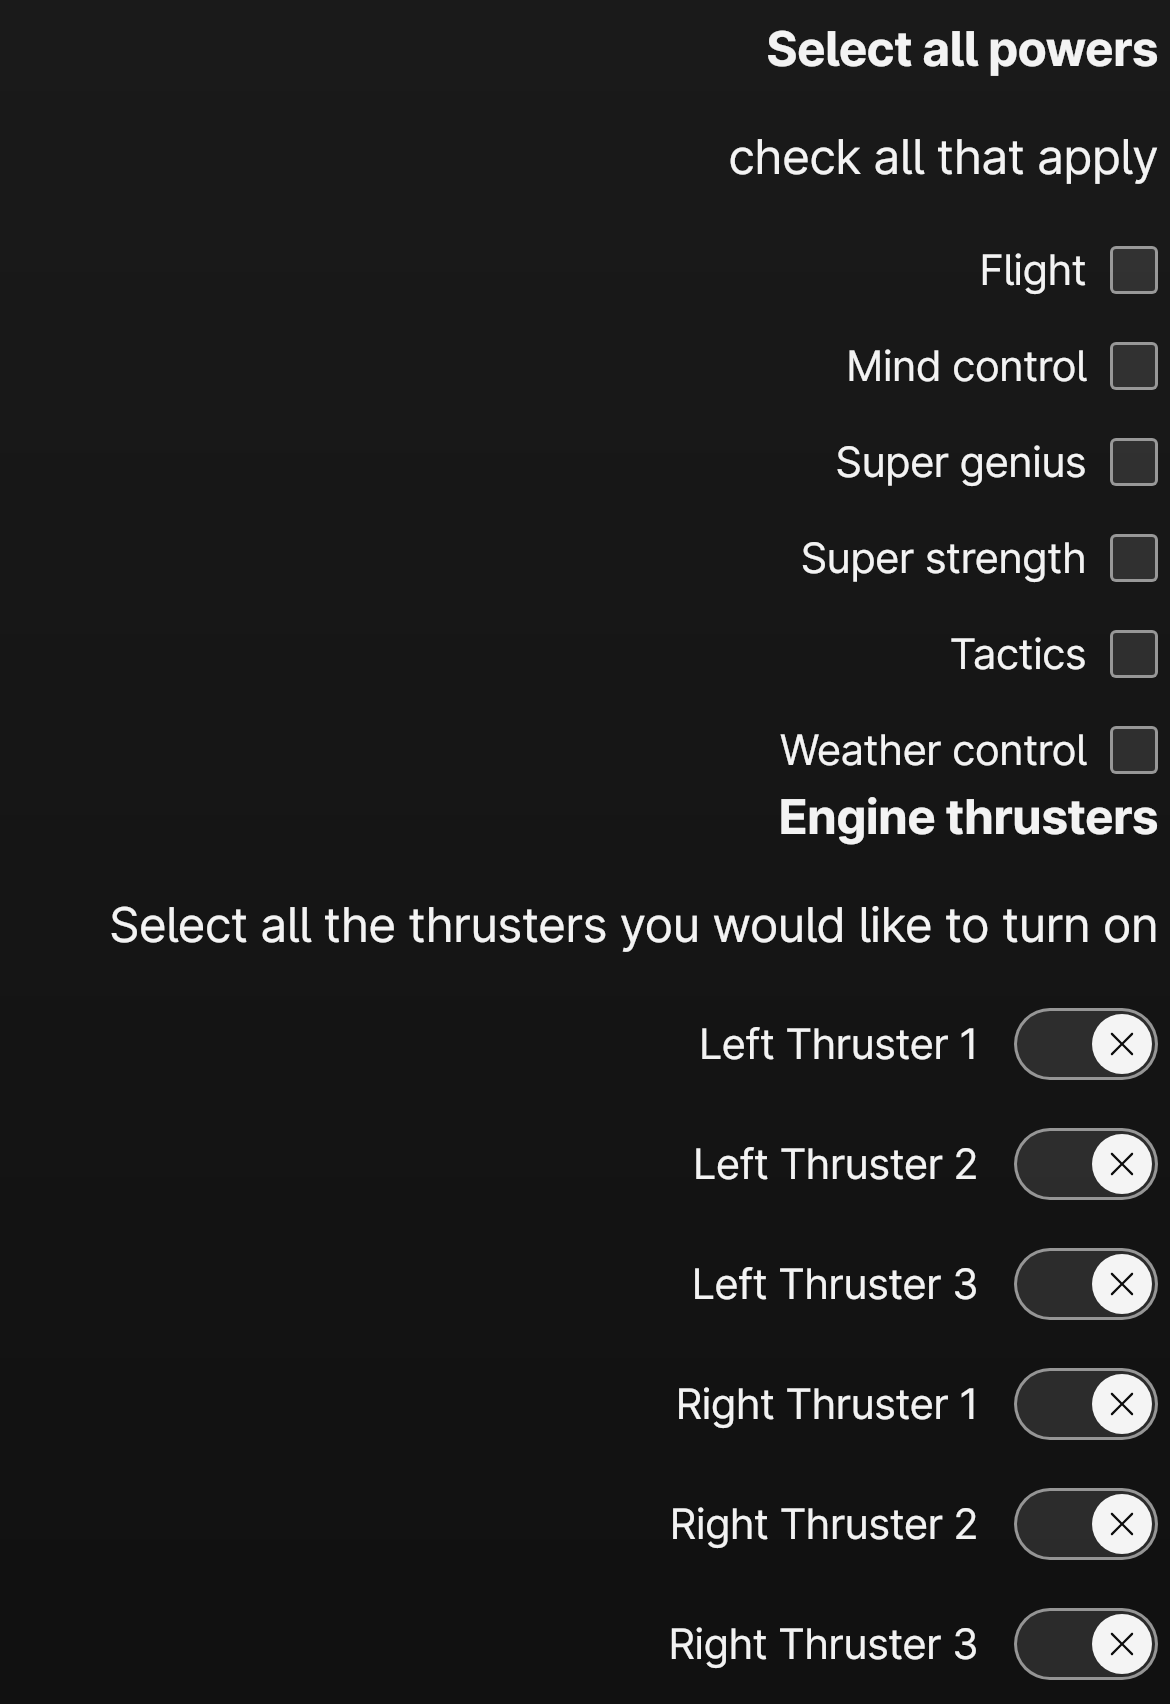 Select all powers
check all that apply
Flight
Mind control
Super genius
Super strength
Tactics
Weather control
Engine thrusters
Select all the thrusters you would like to turn on
Left Thruster 1
Left Thruster 2
Left Thruster 3
Right Thruster 1
Right Thruster 2
Right Thruster 3